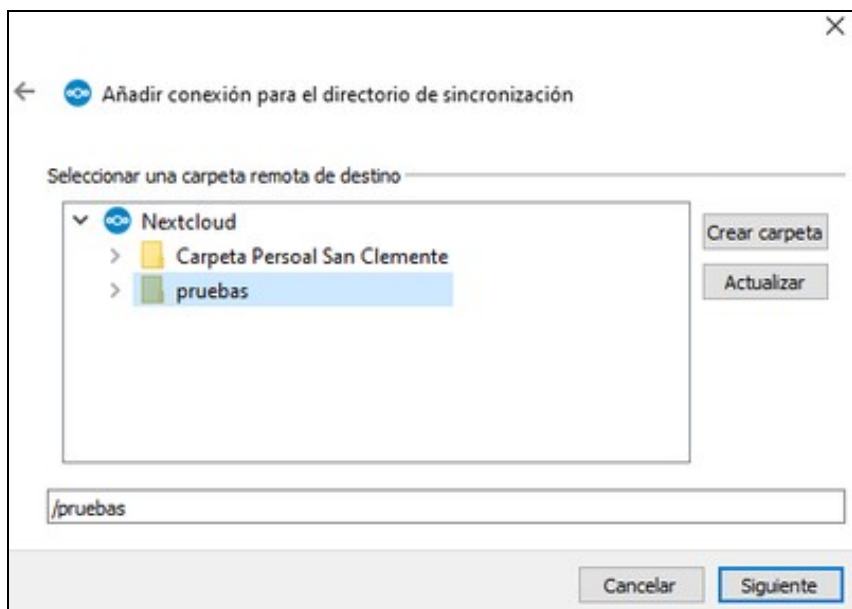 Añadir conexión para el directorio de sincronización
Seleccionar una carpeta remota de destino
Nextcloud
Carpeta Persoal San Clemente
pruebas
Crear carpeta
Actualizar
/pruebas
Cancelar
Siguiente